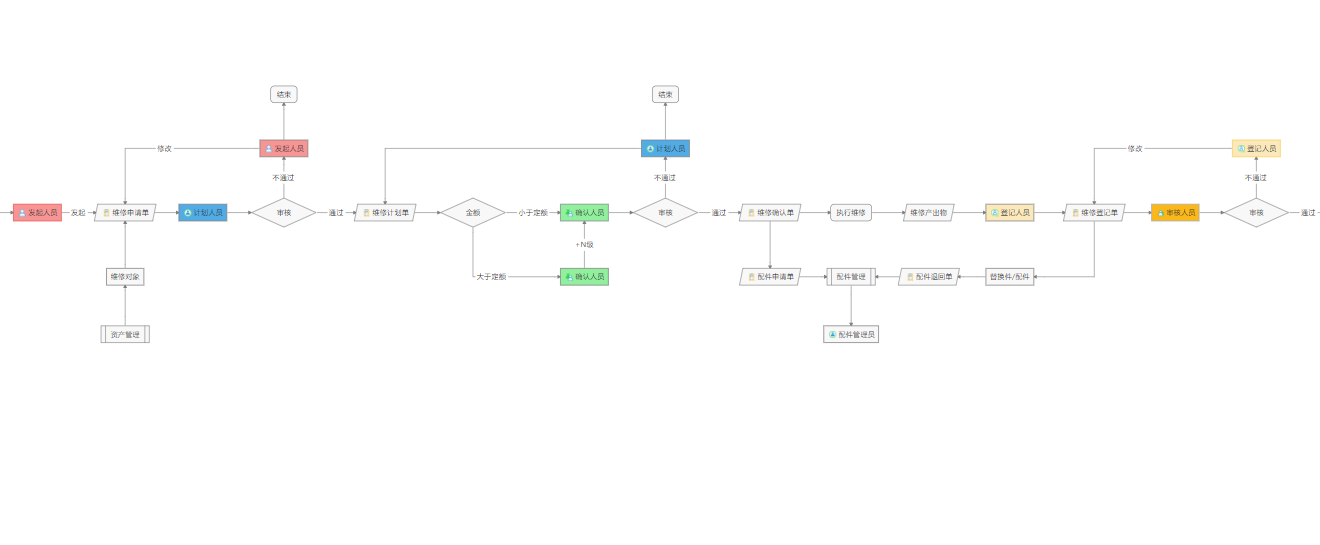 结束
结束
修改
发起人员
计划人员
修改
登记人员
不通过
不通过
不通过
发起人员
发起
维修申请单
计划人员
审核
通过
维修计划单
金额
小于定额
确认人员
审核
通过
维修确认单
执行维修
维修产出物
登记人员
维修登记单
审核人员
审核
通过
+N级
维修对象
大于定额
确认人员
配件申请单
配件管理
配件返回单
替换件/配件
资产管理
配件管理员